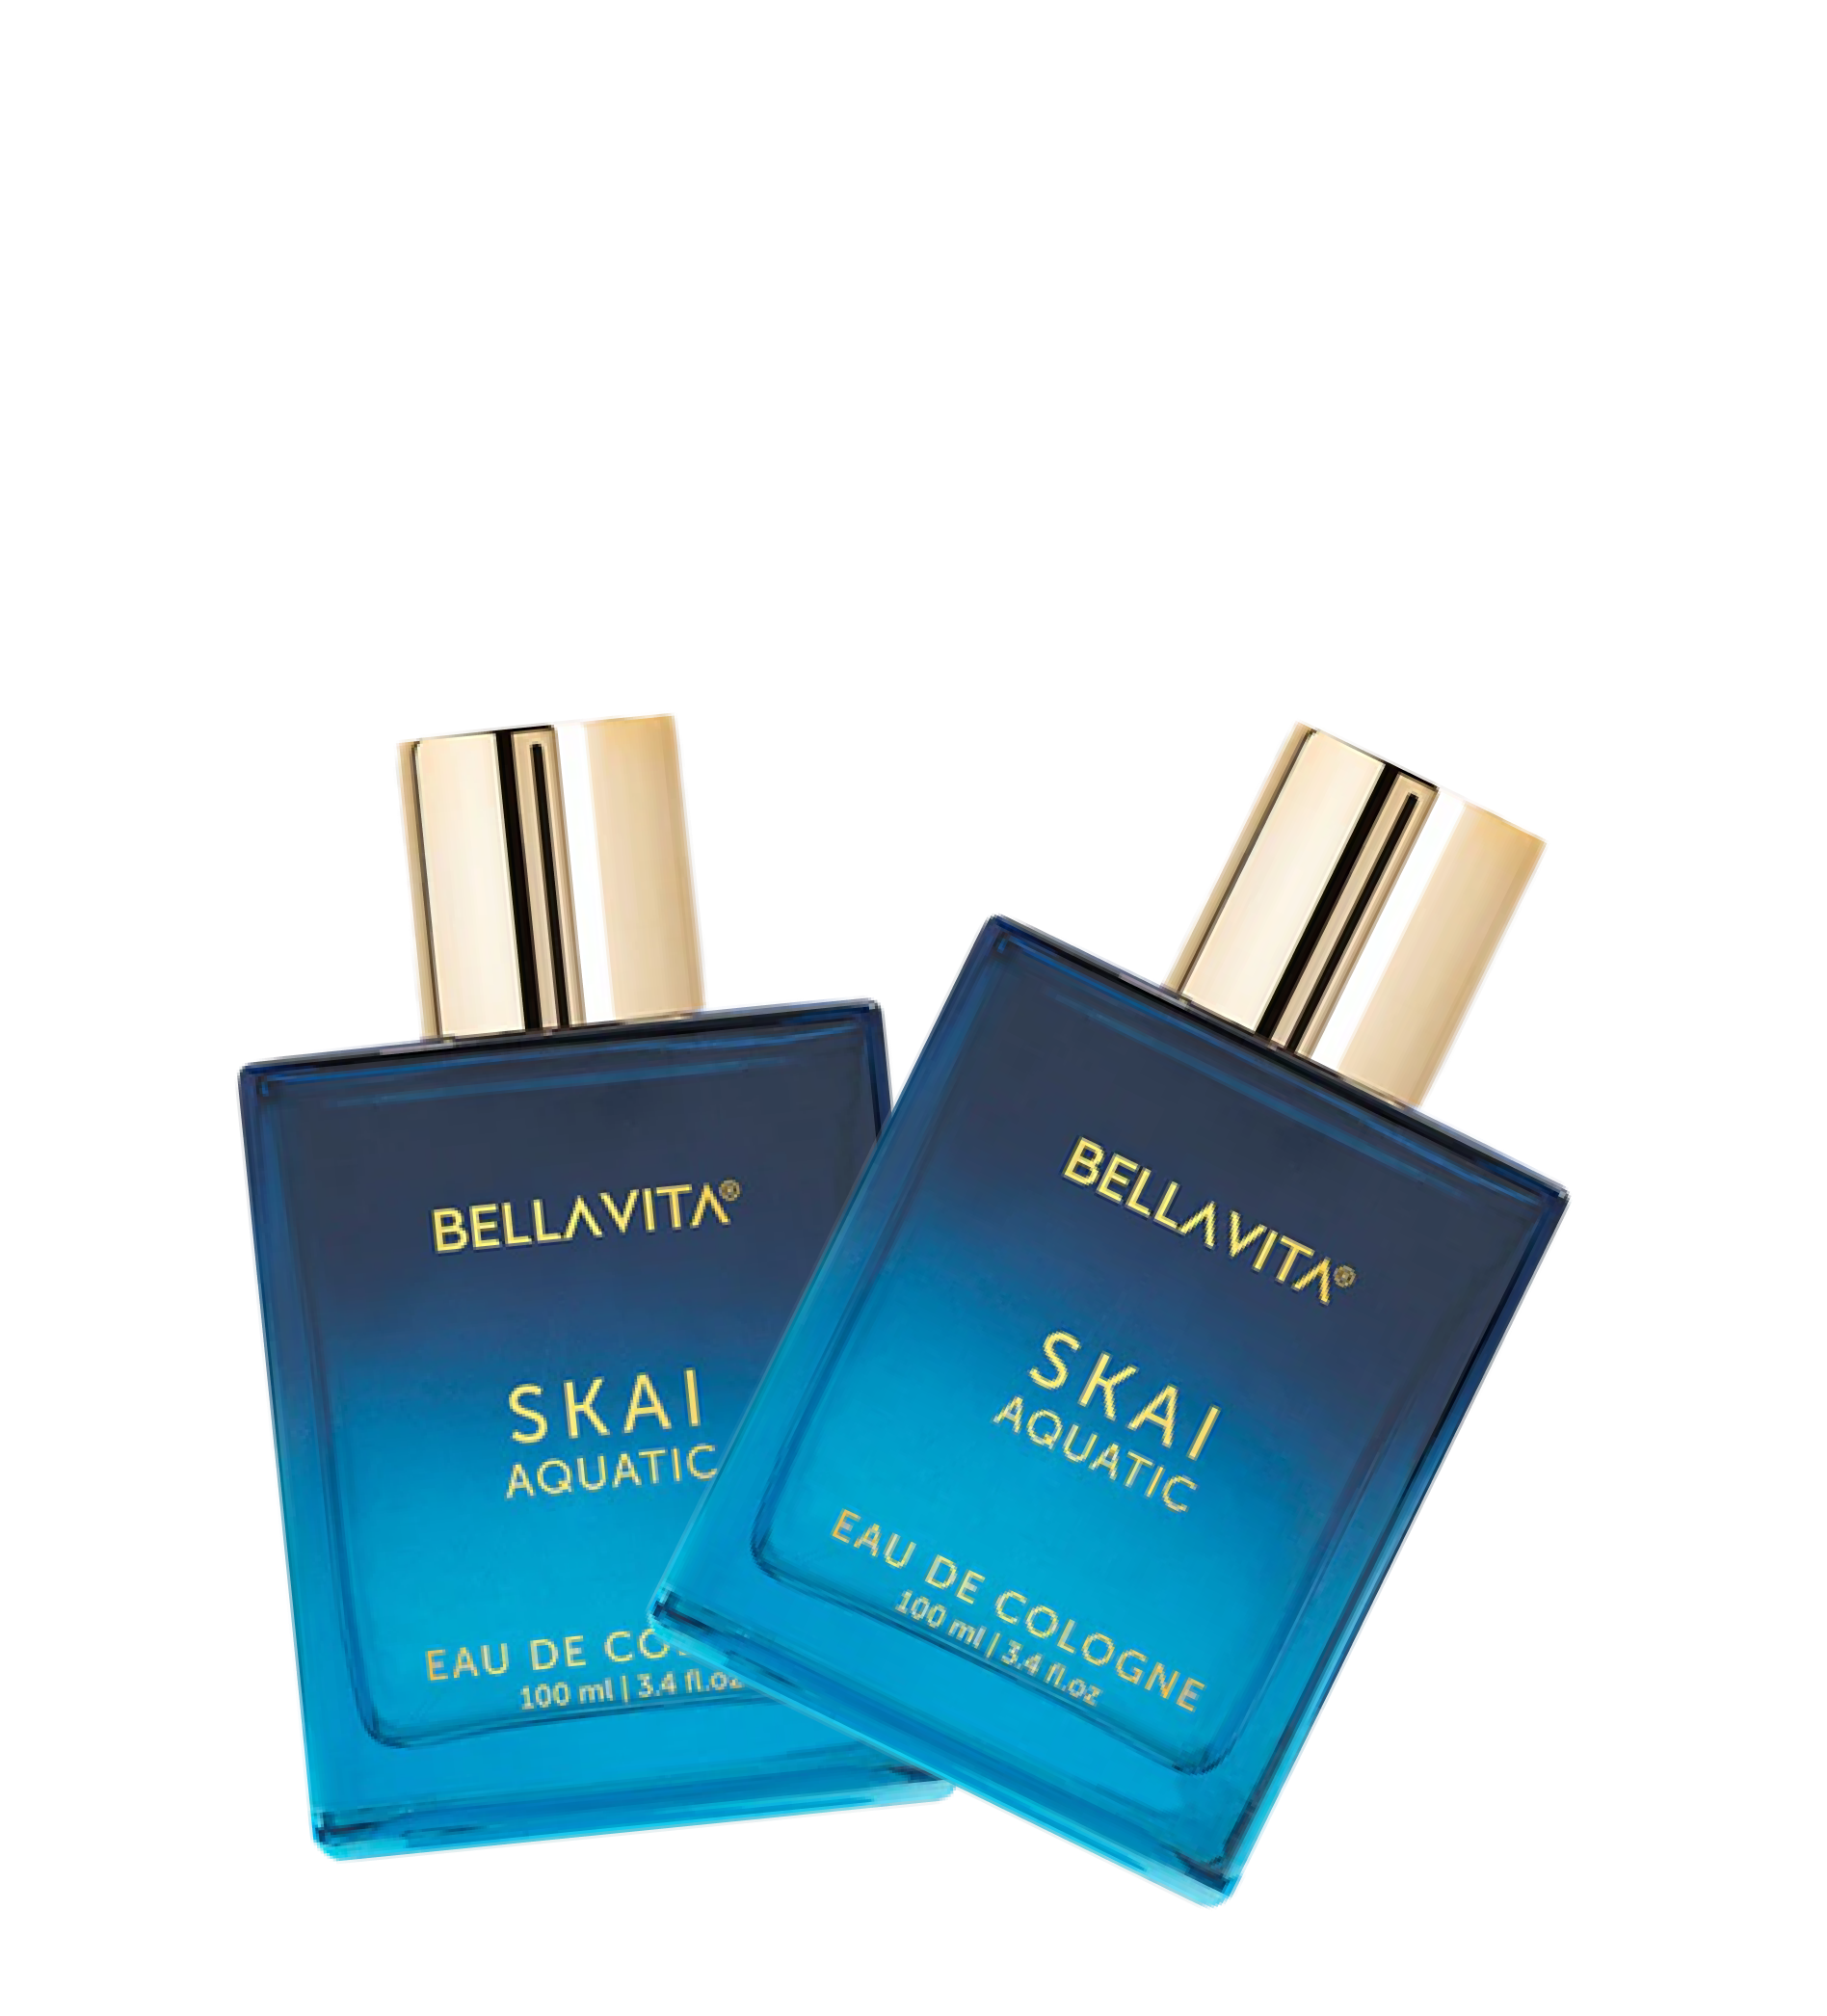 BELLAVITA®
SKAI
AQUATIC
EAU DE CO
100 ml | 3.4 fl.oz
BELLAVITA®
SKAI
AQUATIC
EAU DE COLOGNE
100 ml | 3.4 fl.oz